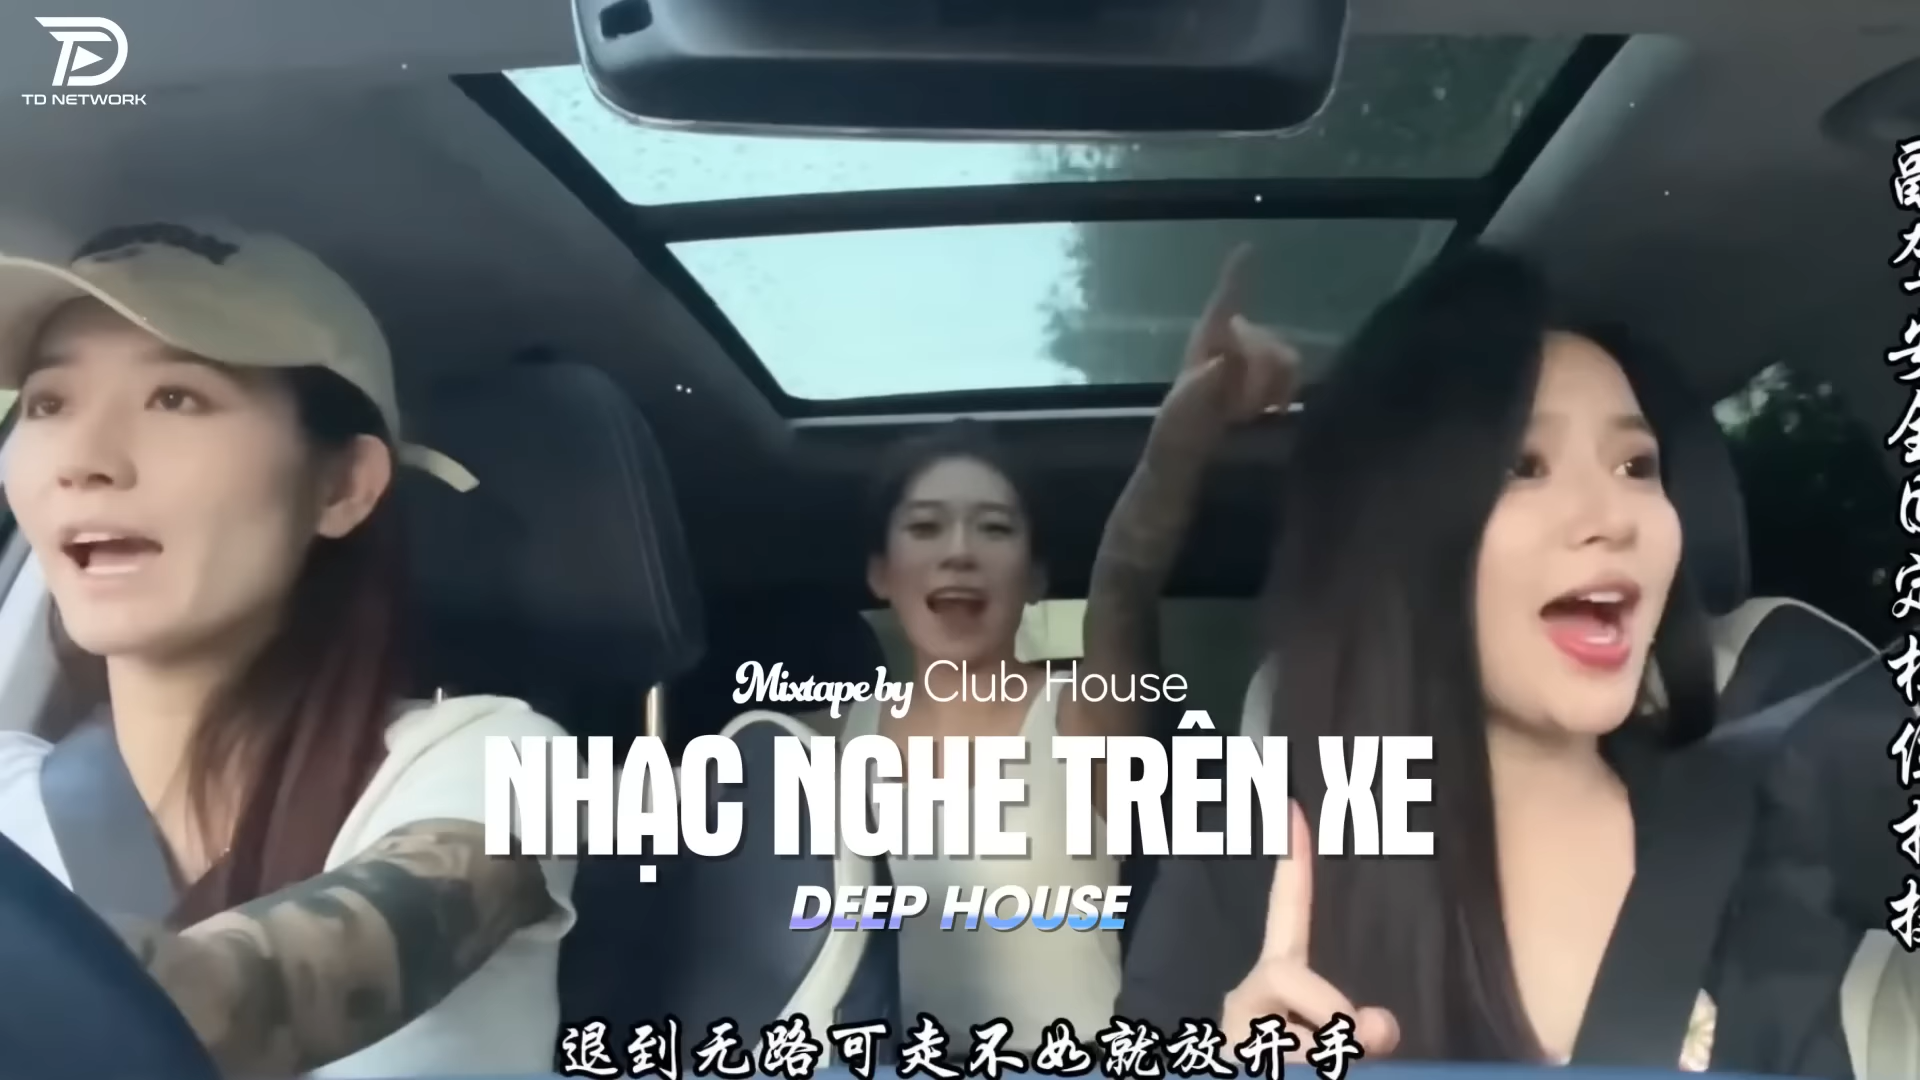 TD NETWORK
Mixtape by Club House
NHẠC NGHE TRÊN XE
DEEP HOUSE
退到无路可走不如就放开手